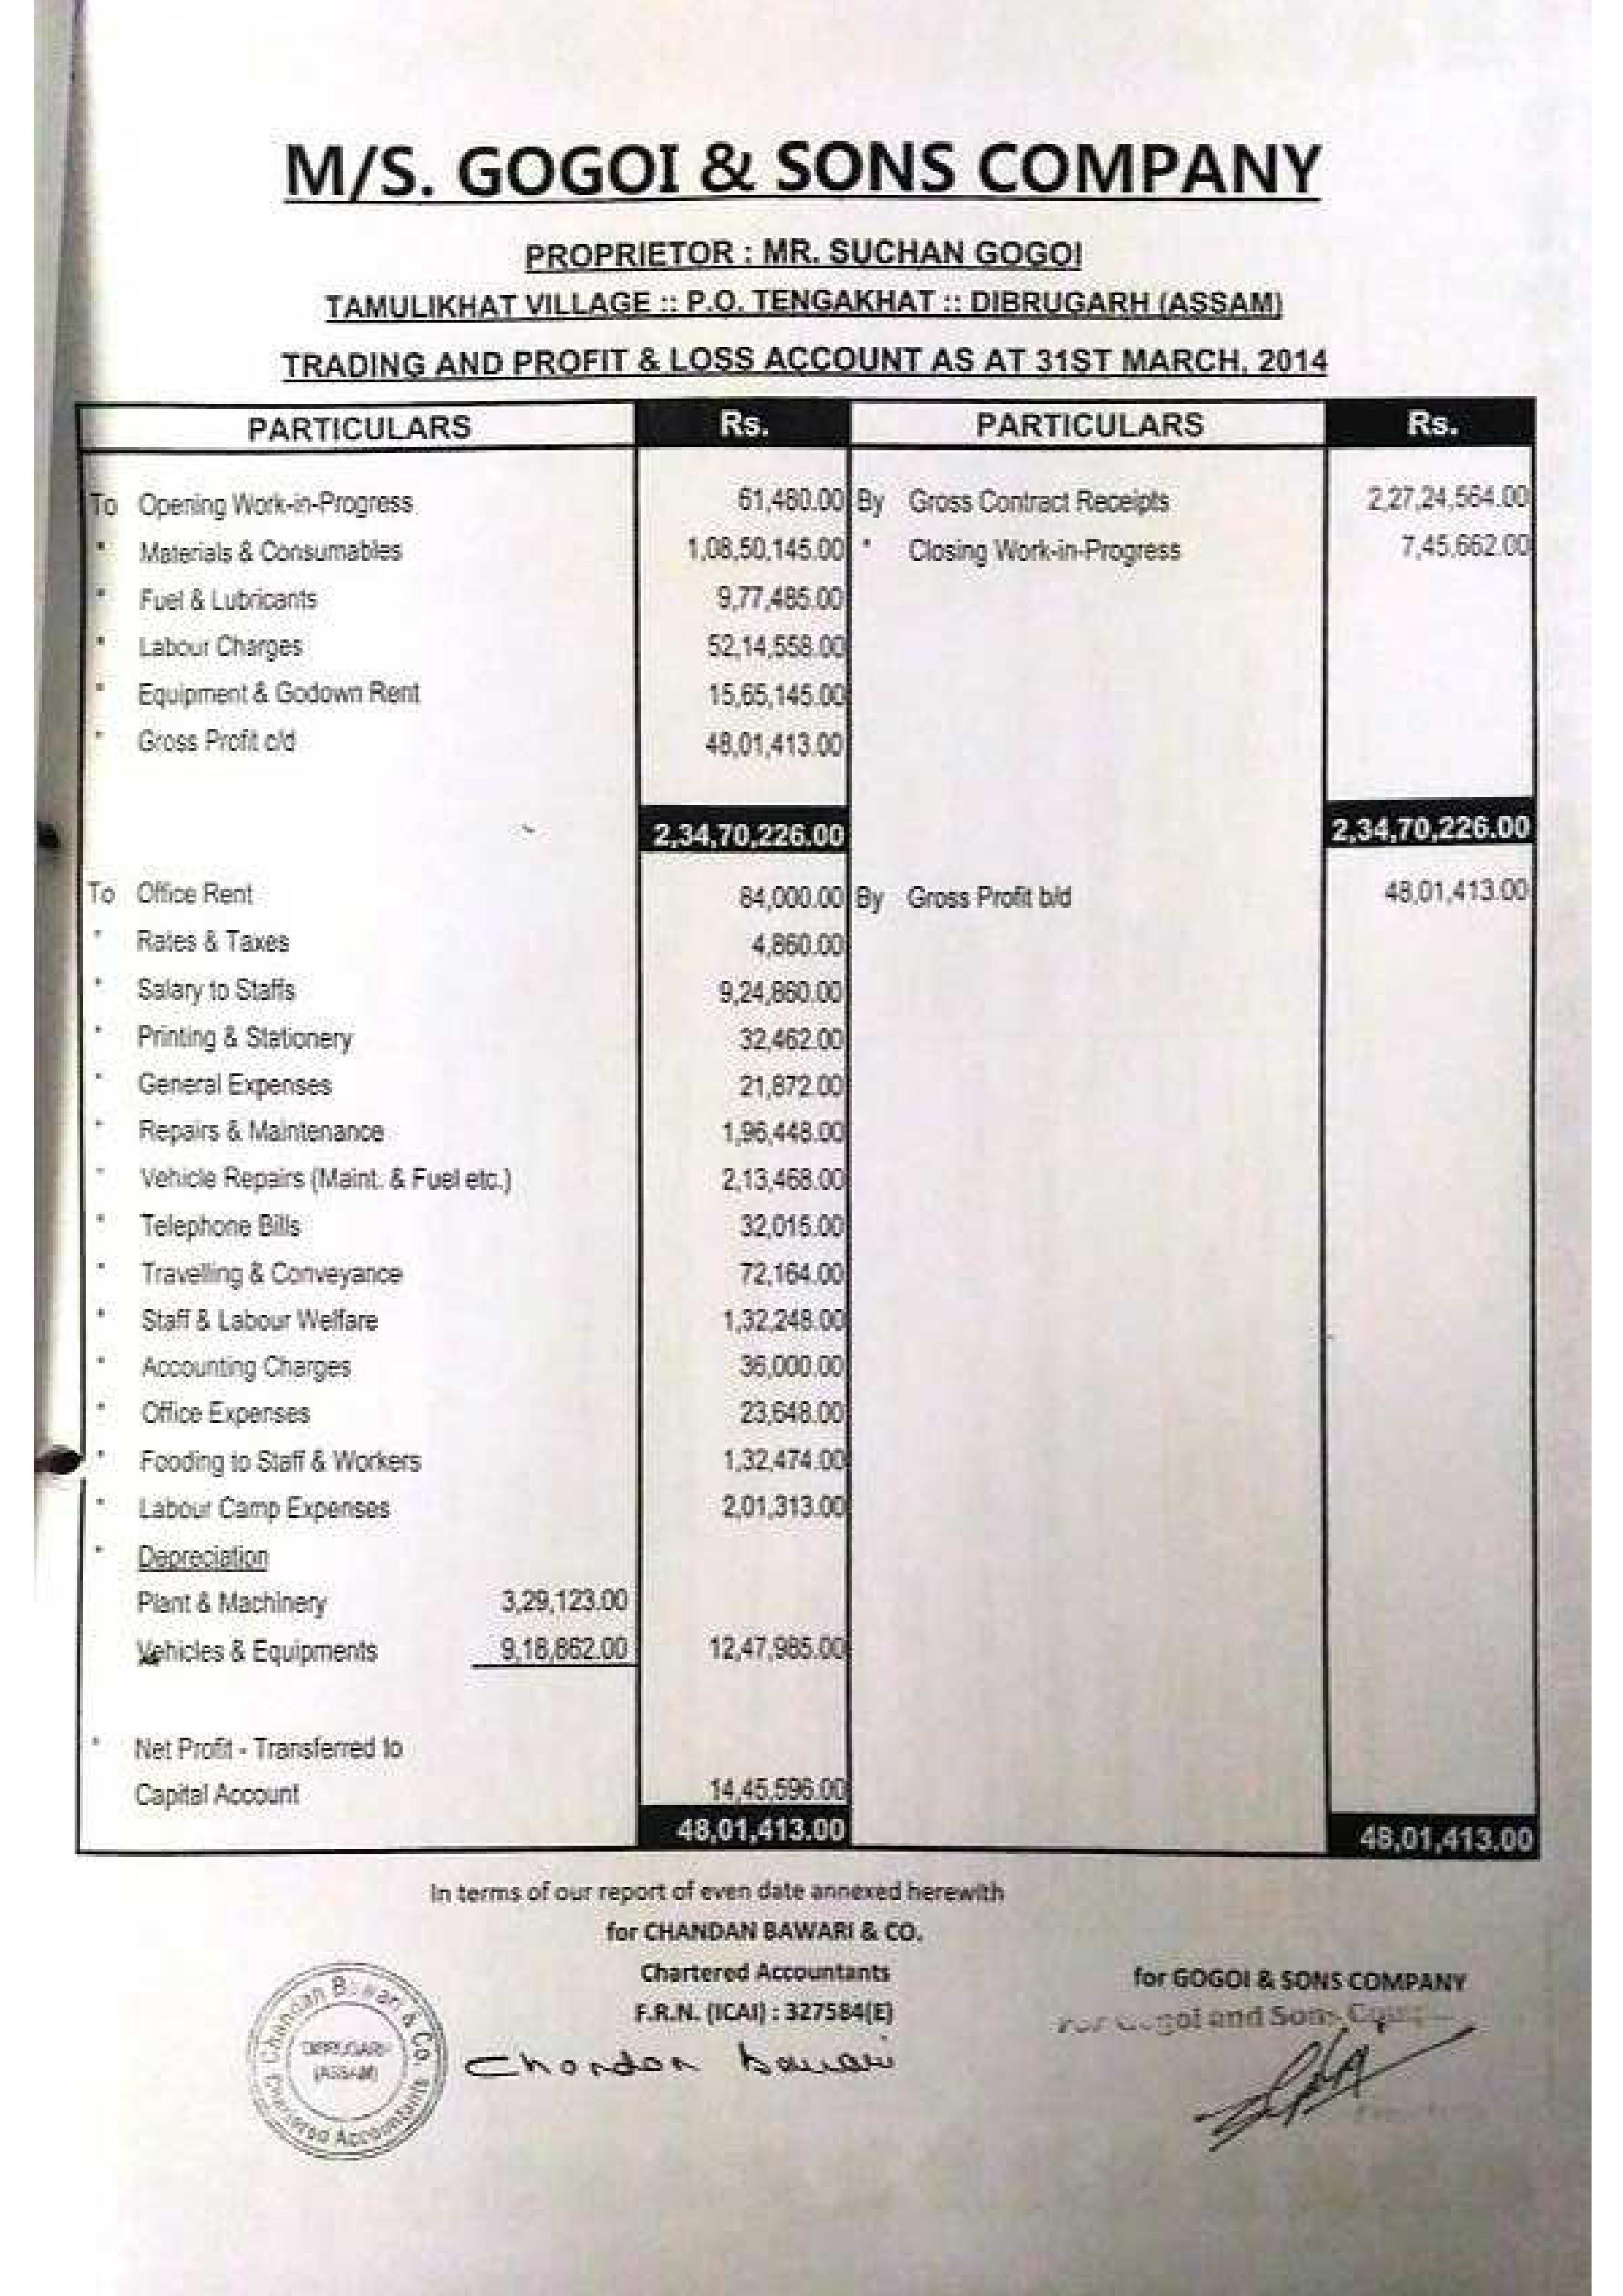 M/S. GOGOI & SONS COMPANY
PROPRIETOR : MR. SUCHAN GOGOI
TAMULIKHAT VILLAGE :: P.O. TENGAKHAT :: DIBRUGARH (ASSAM)
TRADING AND PROFIT & LOSS ACCOUNT AS AT 31ST MARCH, 2014
PARTICULARS Rs. PARTICULARS Rs.
To Opening Work-in-Progress 61,480.00 By Gross Contract Receipts 2,27,24,564.00
" Materials & Consumables 1,08,50,145.00 " Closing Work-in-Progress 7,45,662.00
" Fuel & Lubricants 9,77,485.00
" Labour Charges 52,14,558.00
" Equipment & Godown Rent 15,65,145.00
" Gross Profit c/d 48,01,413.00
2,34,70,226.00 2,34,70,226.00
To Office Rent 84,000.00 By Gross Profit b/d 48,01,413.00
" Rates & Taxes 4,860.00
" Salary to Staffs 9,24,860.00
" Printing & Stationery 32,462.00
" General Expenses 21,872.00
" Repairs & Maintenance 1,96,448.00
" Vehicle Repairs (Maint. & Fuel etc.) 2,13,468.00
" Telephone Bills 32,015.00
" Travelling & Conveyance 72,164.00
" Staff & Labour Welfare 1,32,248.00
" Accounting Charges 36,000.00
" Office Expenses 23,648.00
" Fooding to Staff & Workers 1,32,474.00
" Labour Camp Expenses 2,01,313.00
" Depreciation
Plant & Machinery 3,29,123.00
Vehicles & Equipments 9,18,862.00 12,47,985.00
" Net Profit - Transferred to
Capital Account 14,45,596.00
48,01,413.00 48,01,413.00
In terms of our report of even date annexed herewith
for CHANDAN BAWARI & CO.
Chartered Accountants
F.R.N. (ICAI) : 327584(E)
Chandan Bawari
for GOGOI & SONS COMPANY
For Gogoi and Sons
Chandan Bawari & Co.
DIBRUGARH
(ASSAM)
Chartered Accountants